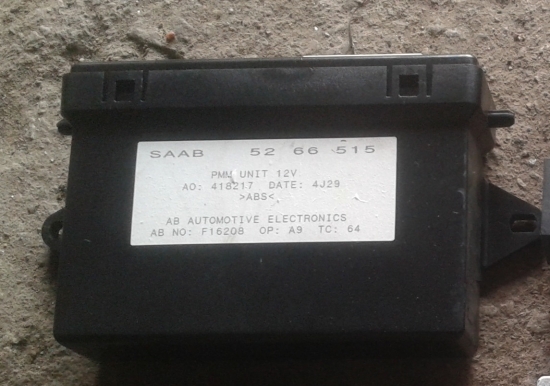 SAAB 52 66 515
PMM UNIT 12V
AO: 418217 DATE: 4J29
>ABS<
AB AUTOMOTIVE ELECTRONICS
AB NO: F16208 OP: A9 TC: 64